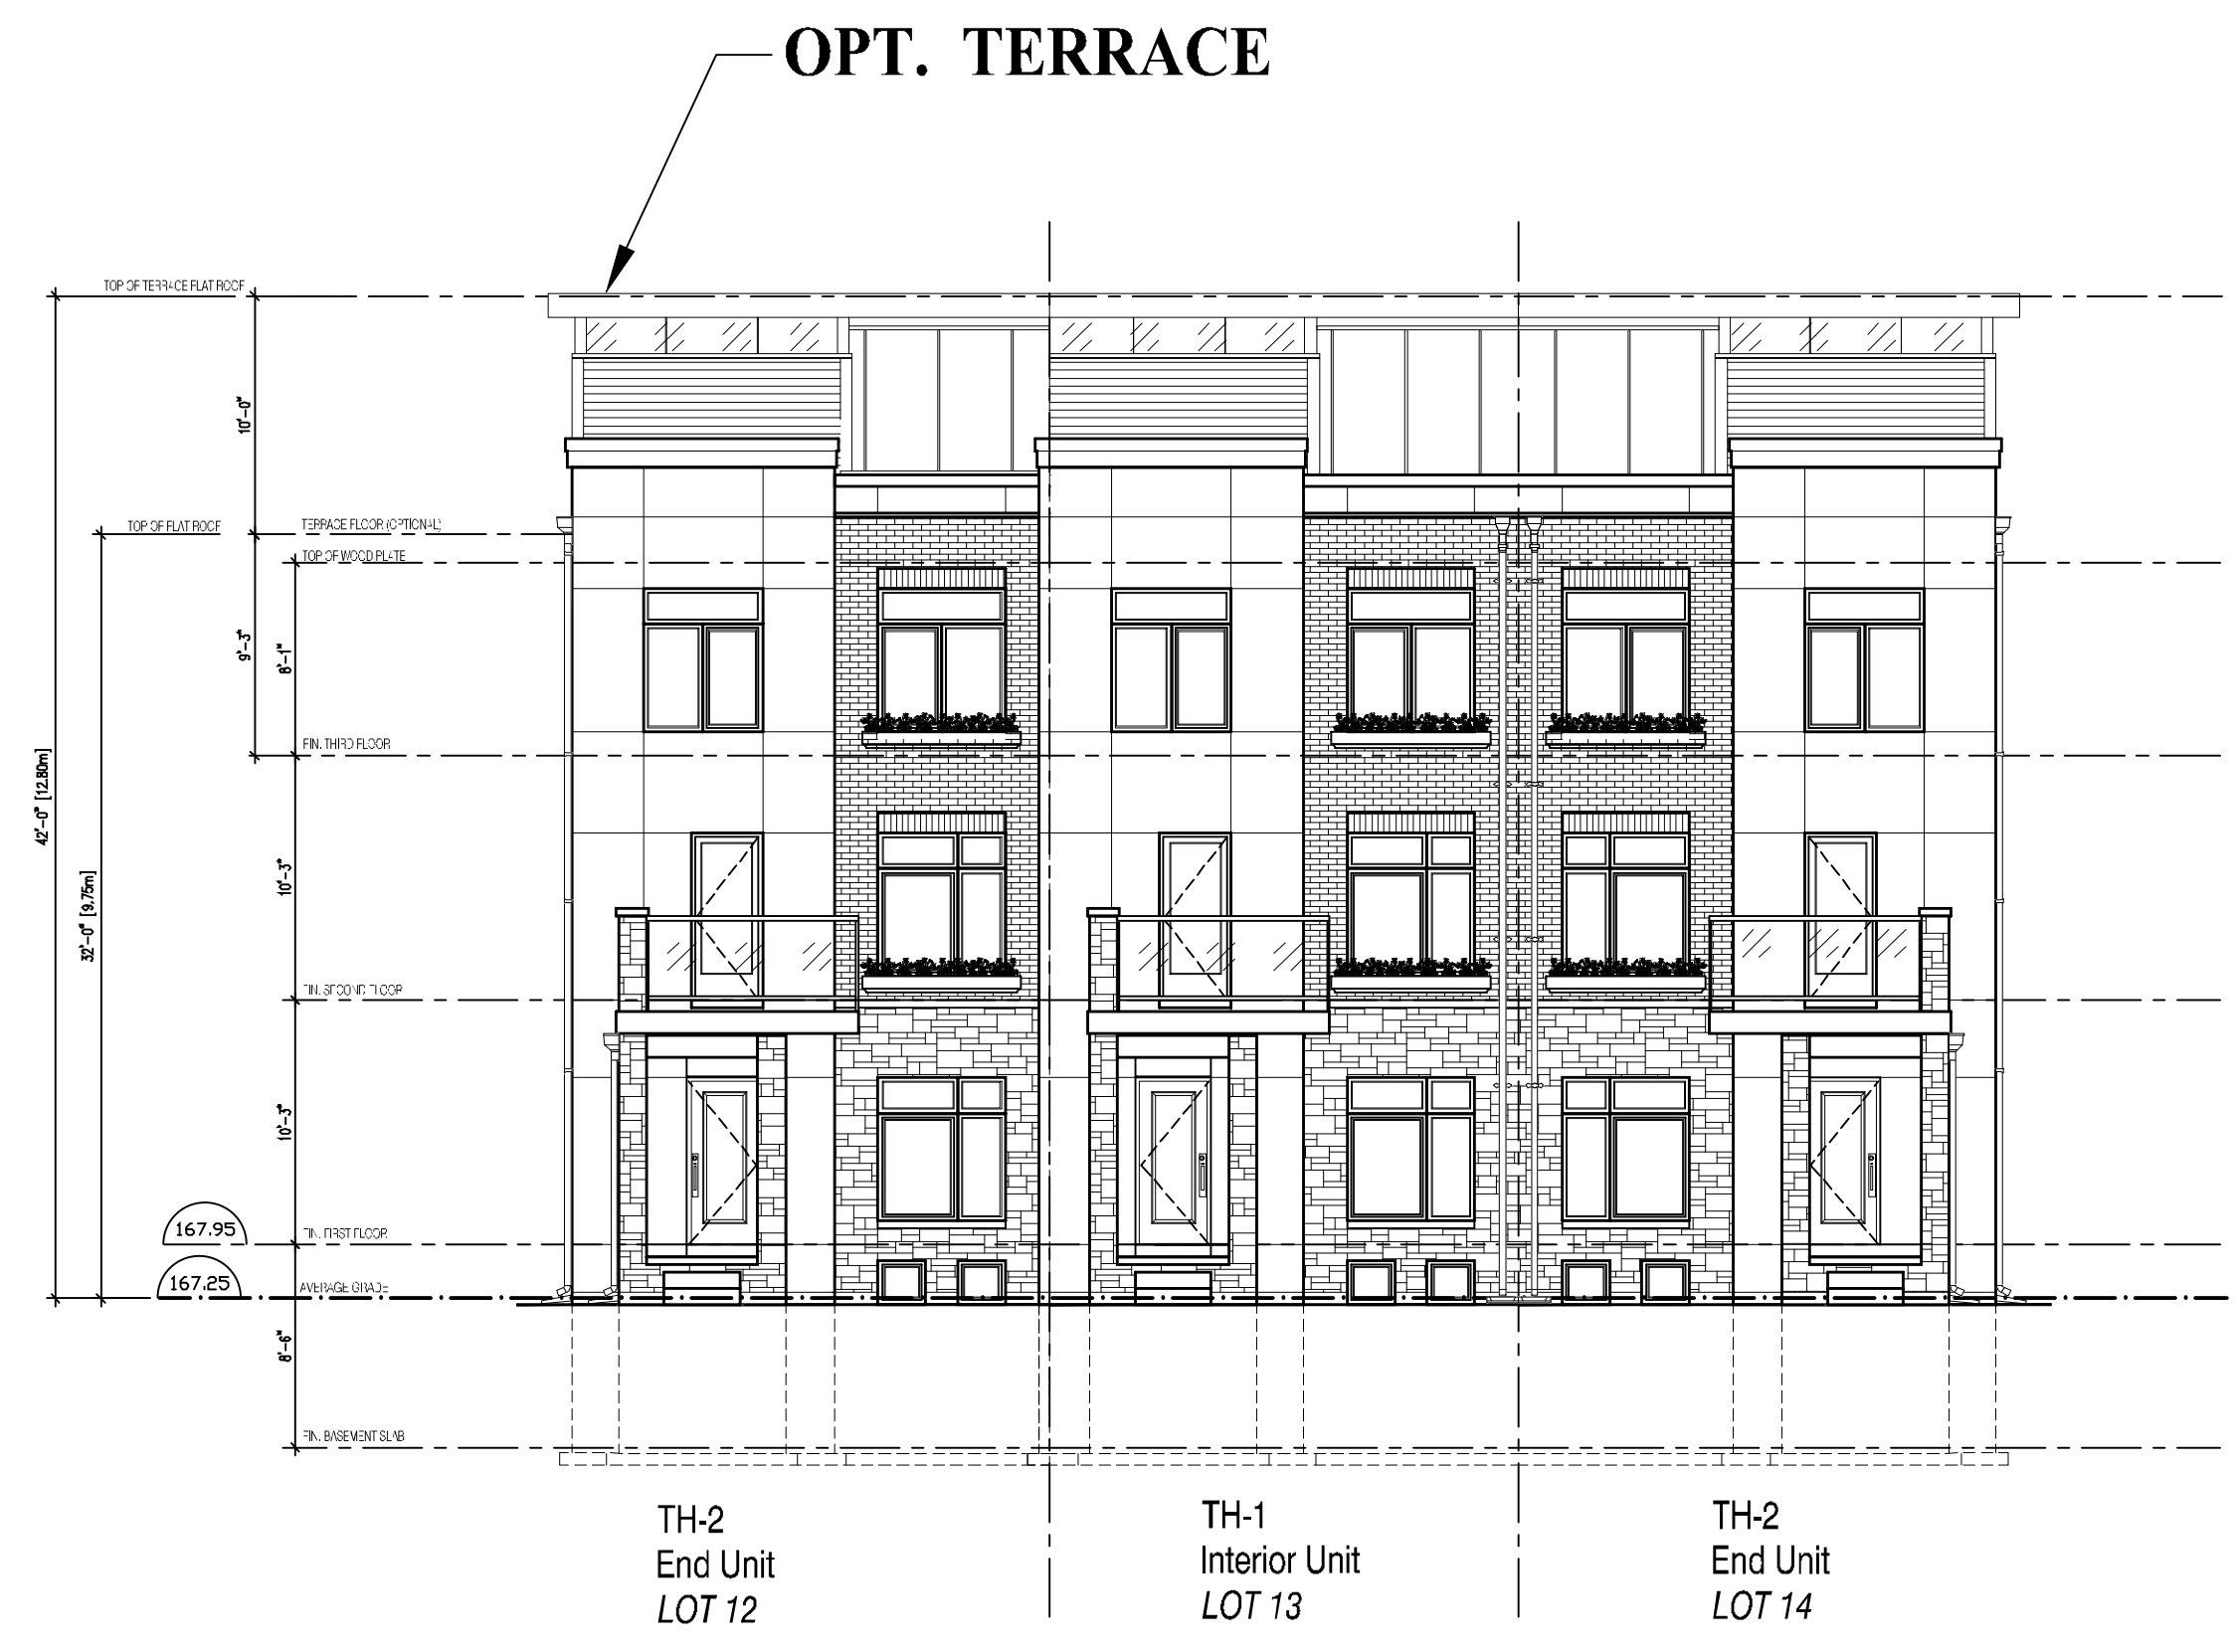 OPT. TERRACE
TOP OF TERRACE FLAT ROOF
10'-0"
TOP OF FLAT ROOF
TERRACE FLOOR (OPTIONAL)
TOP OF WOOD PLATE
9'-3"
8'-1"
FIN. THIRD FLOOR
42'-0" [12.80m]
32'-0" [9.75m]
10'-3"
FIN. SECOND FLOOR
10'-3"
167.95
FIN. FIRST FLOOR
167.25
AVERAGE GRADE
8'-6"
FIN. BASEMENT SLAB
TH-2
End Unit
LOT 12
TH-1
Interior Unit
LOT 13
TH-2
End Unit
LOT 14